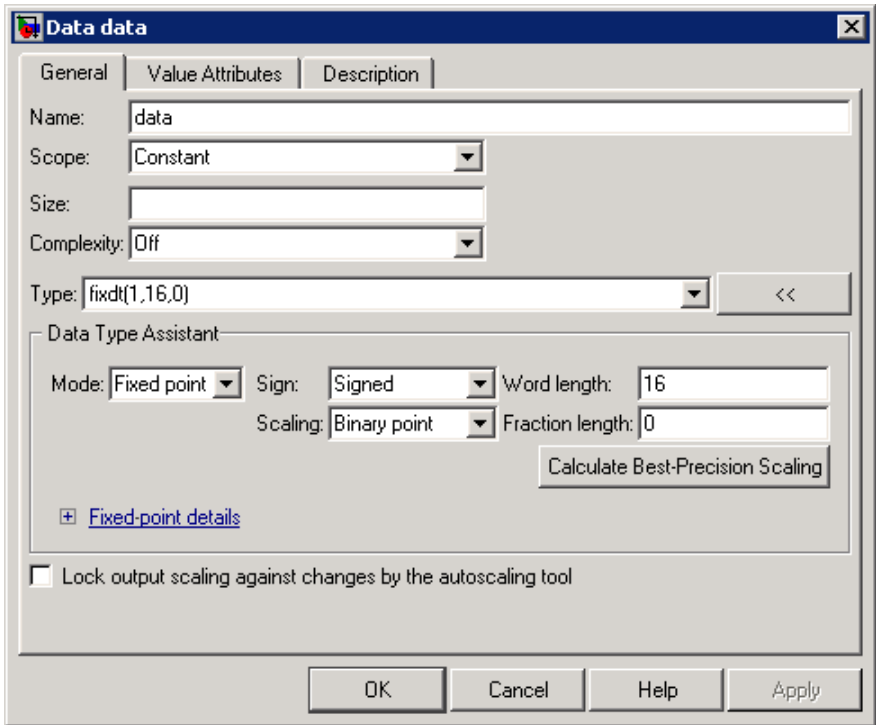 Data data
General Value Attributes Description
Name: data
Scope: Constant
Size:
Complexity: Off
Type: fixdt(1,16,0) <<
Data Type Assistant
Mode: Fixed point Sign: Signed Word length: 16
Scaling: Binary point Fraction length: 0
Calculate Best-Precision Scaling
Fixed-point details
Lock output scaling against changes by the autoscaling tool
OK Cancel Help Apply